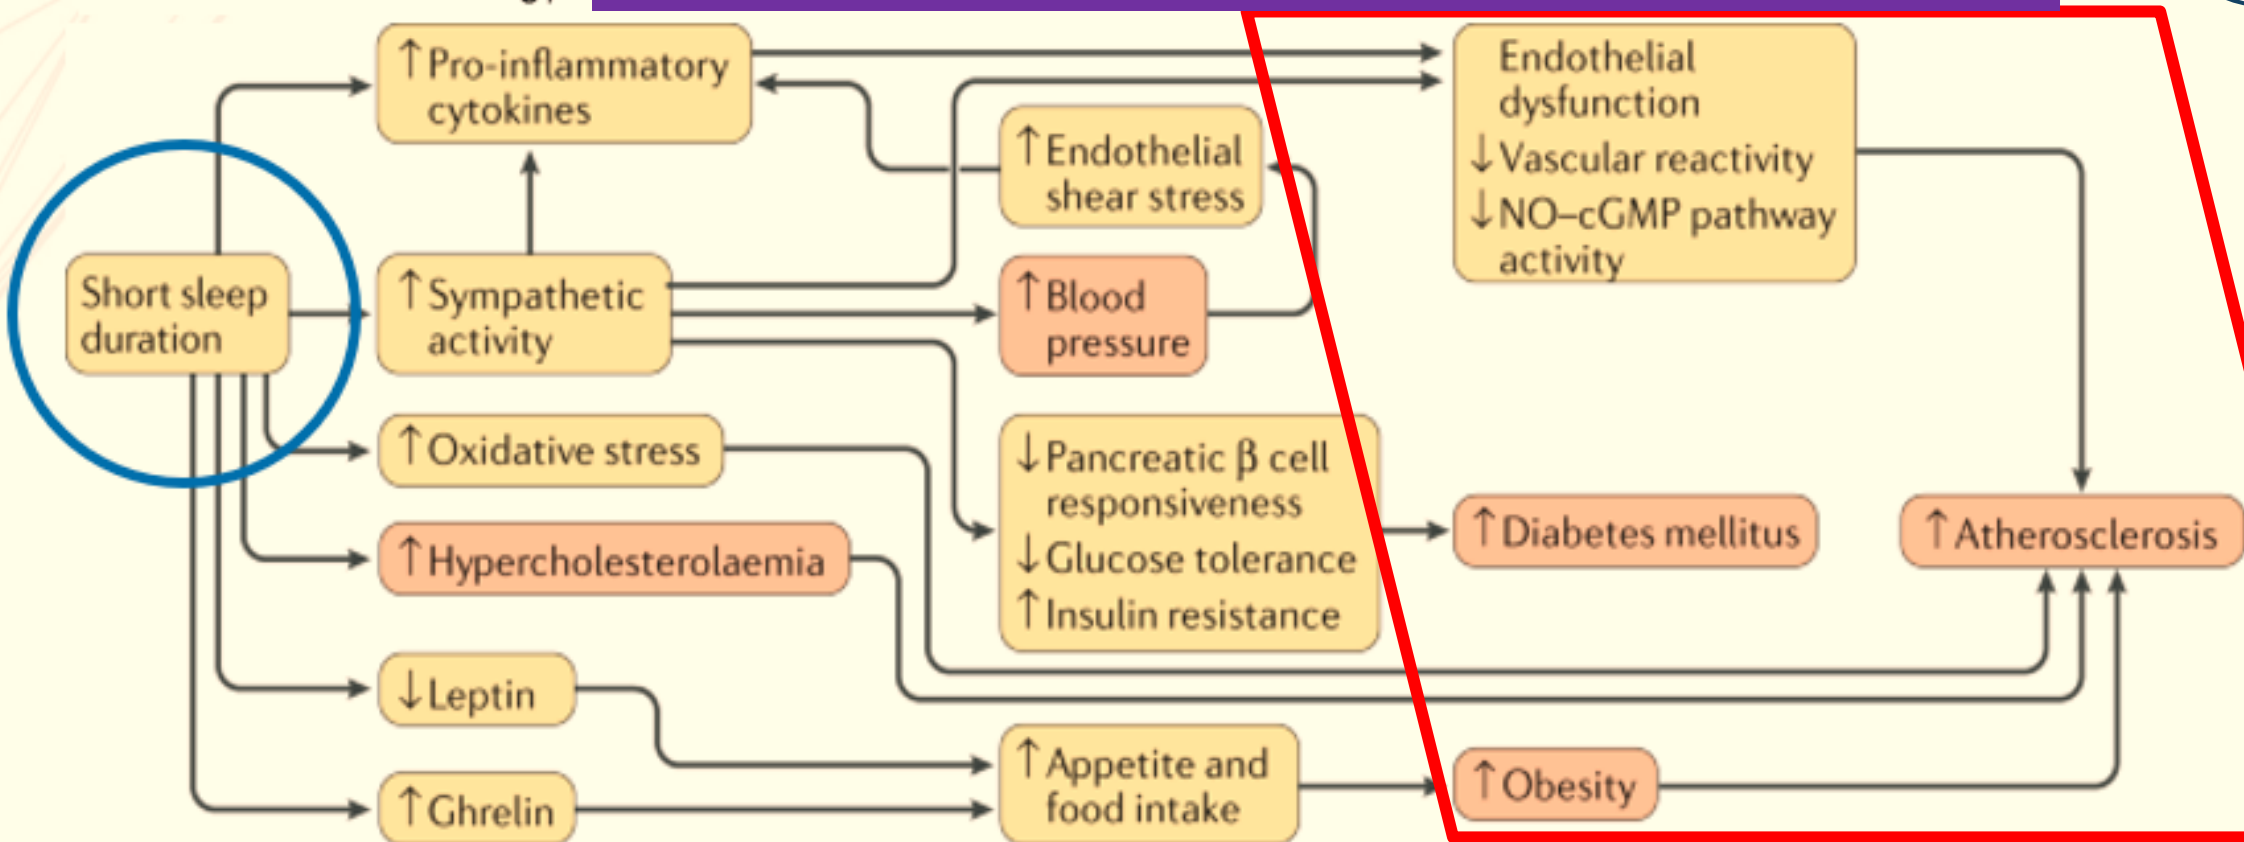 ↑Pro-inflammatory
cytokines
Endothelial
dysfunction
↓Vascular reactivity
↓NO–cGMP pathway
activity
↑Endothelial
shear stress
Short sleep
duration
↑Sympathetic
activity
↑Blood
pressure
↑Oxidative stress
↓Pancreatic β cell
responsiveness
↓Glucose tolerance
↑Insulin resistance
↑Diabetes mellitus
↑Atherosclerosis
↑Hypercholesterolaemia
↓Leptin
↑Ghrelin
↑Appetite and
food intake
↑Obesity